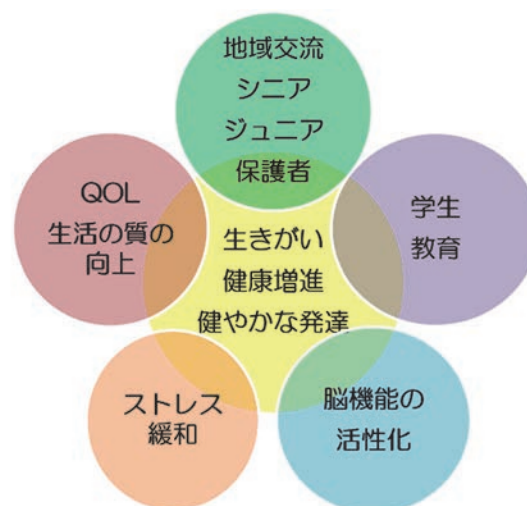 地域交流
シニア
ジュニア
保護者
QOL
生活の質の
向上
生きがい
健康増進
健やかな発達
学生
教育
ストレス
緩和
脳機能の
活性化